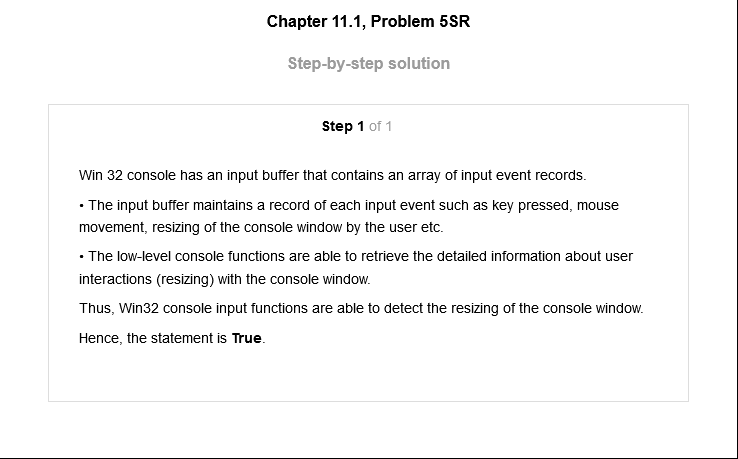 Chapter 11.1, Problem 5SR
Step-by-step solution
Step 1 of 1
Win 32 console has an input buffer that contains an array of input event records.
• The input buffer maintains a record of each input event such as key pressed, mouse
movement, resizing of the console window by the user etc.
• The low-level console functions are able to retrieve the detailed information about user
interactions (resizing) with the console window.
Thus, Win32 console input functions are able to detect the resizing of the console window.
Hence, the statement is True.